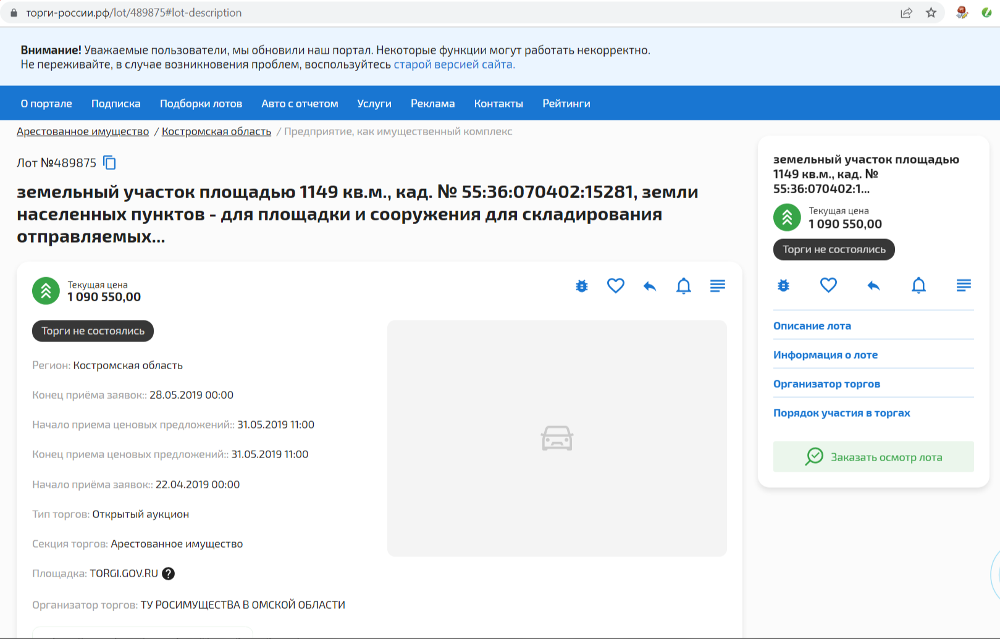 торги-россии.рф/lot/489875#lot-description
Внимание! Уважаемые пользователи, мы обновили наш портал. Некоторые функции могут работать некорректно.
Не переживайте, в случае возникновения проблем, воспользуйтесь старой версией сайта.
О портале Подписка Подборки лотов Авто с отчетом Услуги Реклама Контакты Рейтинги
Арестованное имущество / Костромская область / Предприятие, как имущественный комплекс
Лот №489875
земельный участок площадью 1149 кв.м., кад. № 55:36:070402:15281, земли
населенных пунктов - для площадки и сооружения для складирования
отправляемых...
Текущая цена
1 090 550,00
Торги не состоялись
Регион: Костромская область
Конец приёма заявок:: 28.05.2019 00:00
Начало приема ценовых предложений:: 31.05.2019 11:00
Конец приема ценовых предложений:: 31.05.2019 11:00
Начало приёма заявок:: 22.04.2019 00:00
Тип торгов: Открытый аукцион
Секция торгов: Арестованное имущество
Площадка: TORGI.GOV.RU ?
Организатор торгов: ТУ РОСИМУЩЕСТВА В ОМСКОЙ ОБЛАСТИ
земельный участок площадью
1149 кв.м., кад. №
55:36:070402:1...
Текущая цена
1 090 550,00
Торги не состоялись
Описание лота
Информация о лоте
Организатор торгов
Порядок участия в торгах
Заказать осмотр лота